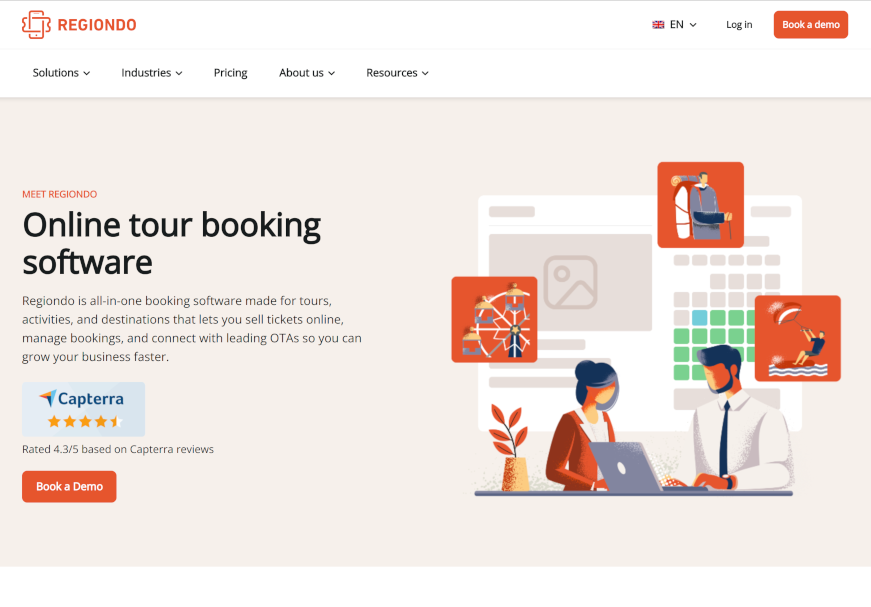 REGIONDO
EN
Log in
Book a demo
Solutions
Industries
Pricing
About us
Resources
MEET REGIONDO
Online tour booking
software
Regiondo is all-in-one booking software made for tours,
activities, and destinations that lets you sell tickets online,
manage bookings, and connect with leading OTAs so you can
grow your business faster.
Capterra
Rated 4.3/5 based on Capterra reviews
Book a Demo